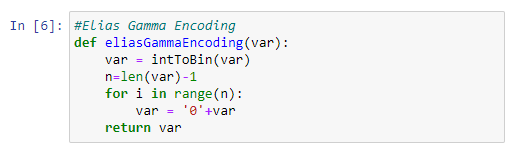 In [6]: #Elias Gamma Encoding
def eliasGammaEncoding(var):
    var = intToBin(var)
    n=len(var)-1
    for i in range(n):
        var = '0'+var
    return var